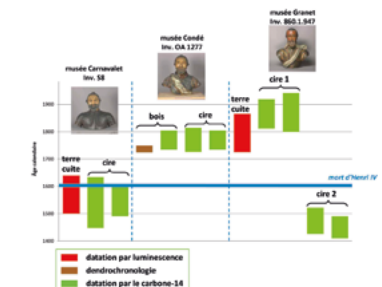 musée Granet
Inv. 860.1.947
musée Condé
Inv. OA 1277
musée Carnavalet
Inv. S8
cire 1
bois
cire
terre
cuite
terre
cuite
cire
1900
1800
1700
1600
1500
1400
Âge calendaire
mort d'Henri IV
cire 2
datation par luminescence
dendrochronologie
datation par le carbone-14